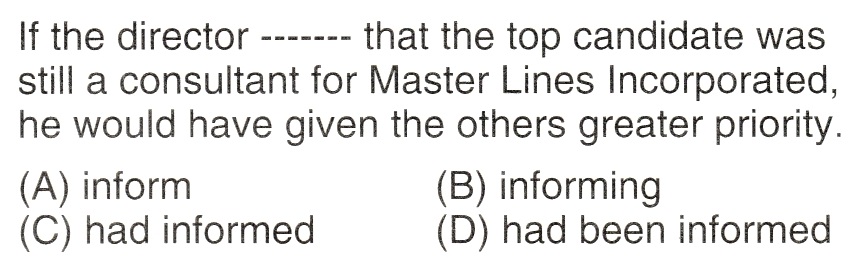 If the director ------- that the top candidate was
still a consultant for Master Lines Incorporated,
he would have given the others greater priority.
(A) inform (B) informing
(C) had informed (D) had been informed